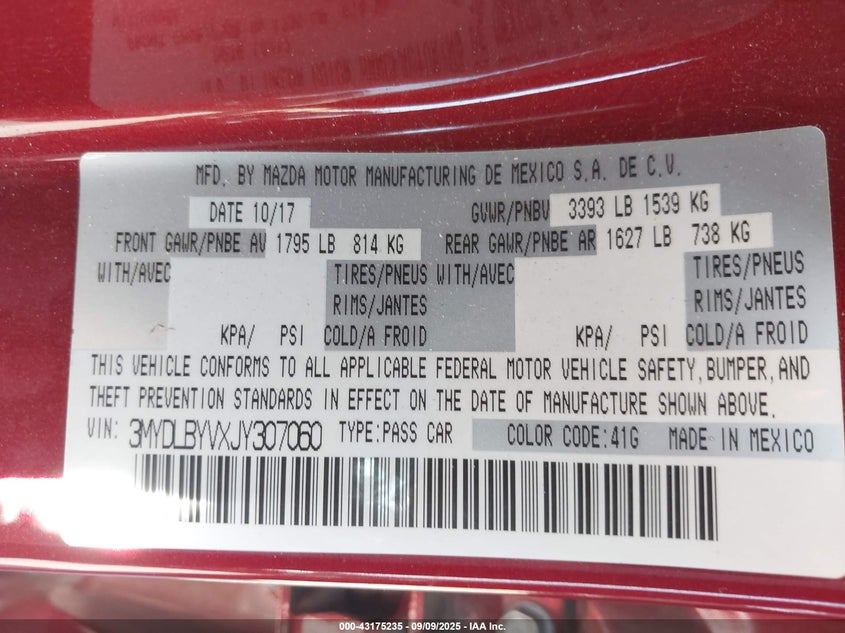 MFD. BY MAZDA MOTOR MANUFACTURING DE MEXICO S.A. DE C.V.
DATE 10/17 GVWR/PNBV 3393 LB 1539 KG
FRONT GAWR/PNBE AV 1795 LB 814 KG REAR GAWR/PNBE AR 1627 LB 738 KG
WITH/AVEC TIRES/PNEUS WITH/AVEC TIRES/PNEUS
RIMS/JANTES RIMS/JANTES
KPA/ PSI COLD/A FROID KPA/ PSI COLD/A FROID
THIS VEHICLE CONFORMS TO ALL APPLICABLE FEDERAL MOTOR VEHICLE SAFETY, BUMPER, AND
THEFT PREVENTION STANDARDS IN EFFECT ON THE DATE OF MANUFACTURE SHOWN ABOVE.
VIN: 3MYDLBYVXJY307060 TYPE:PASS CAR COLOR CODE:41G MADE IN MEXICO
000-43175235 - 09/09/2025 - IAA Inc.